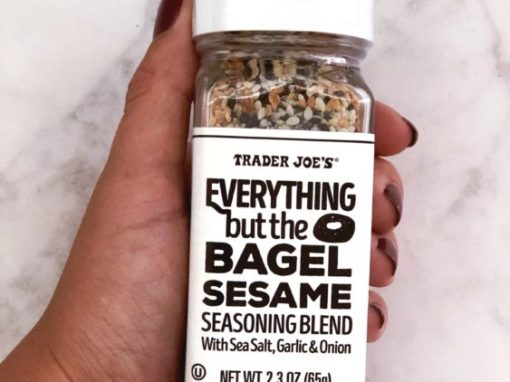 TRADER JOE'S®
EVERYTHING
but the
BAGEL
SESAME
SEASONING BLEND
With Sea Salt, Garlic & Onion
U NET WT 2.3 OZ (65g)